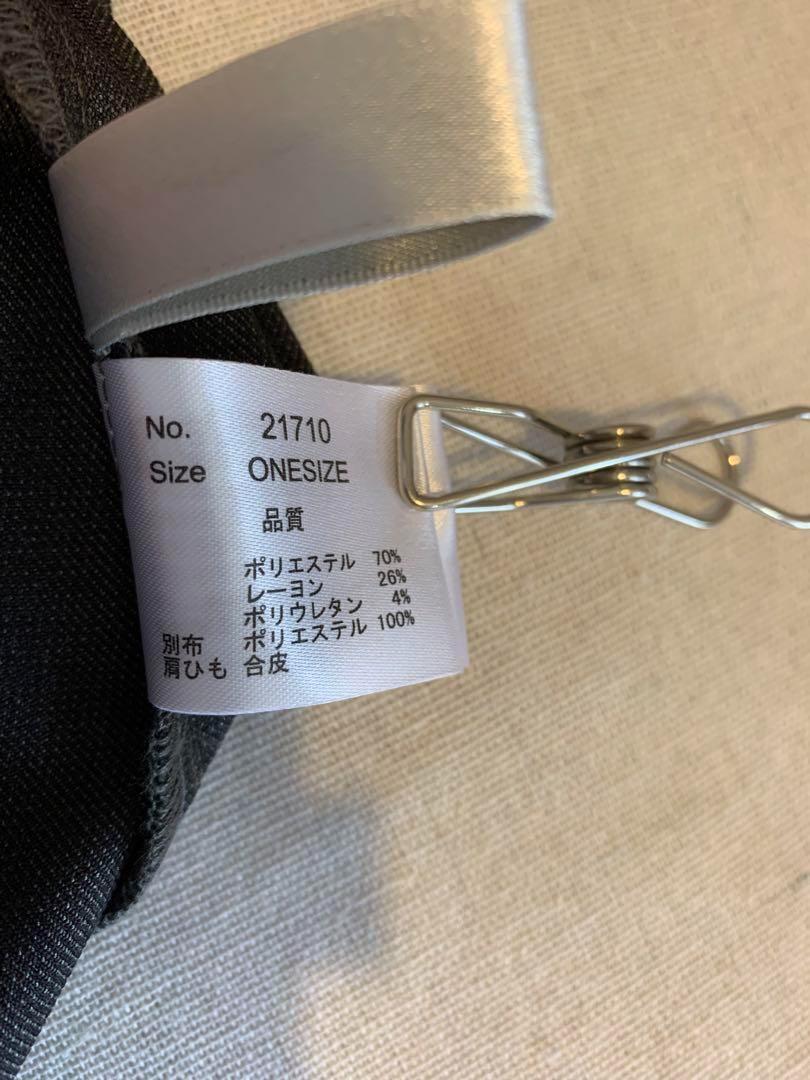 No. 21710
Size ONESIZE
品質
ポリエステル 70%
レーヨン 26%
ポリウレタン 4%
別布 ポリエステル 100%
肩ひも 合皮